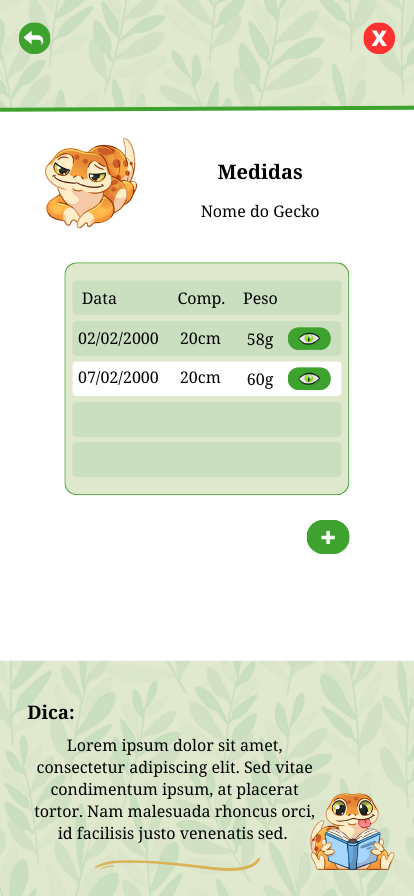 X
Medidas
Nome do Gecko
Data Comp. Peso
02/02/2000 20cm 58g
07/02/2000 20cm 60g
+
Dica:
Lorem ipsum dolor sit amet,
consectetur adipiscing elit. Sed vitae
condimentum ipsum, at placerat
tortor. Nam malesuada rhoncus orci,
id facilisis justo venenatis sed.